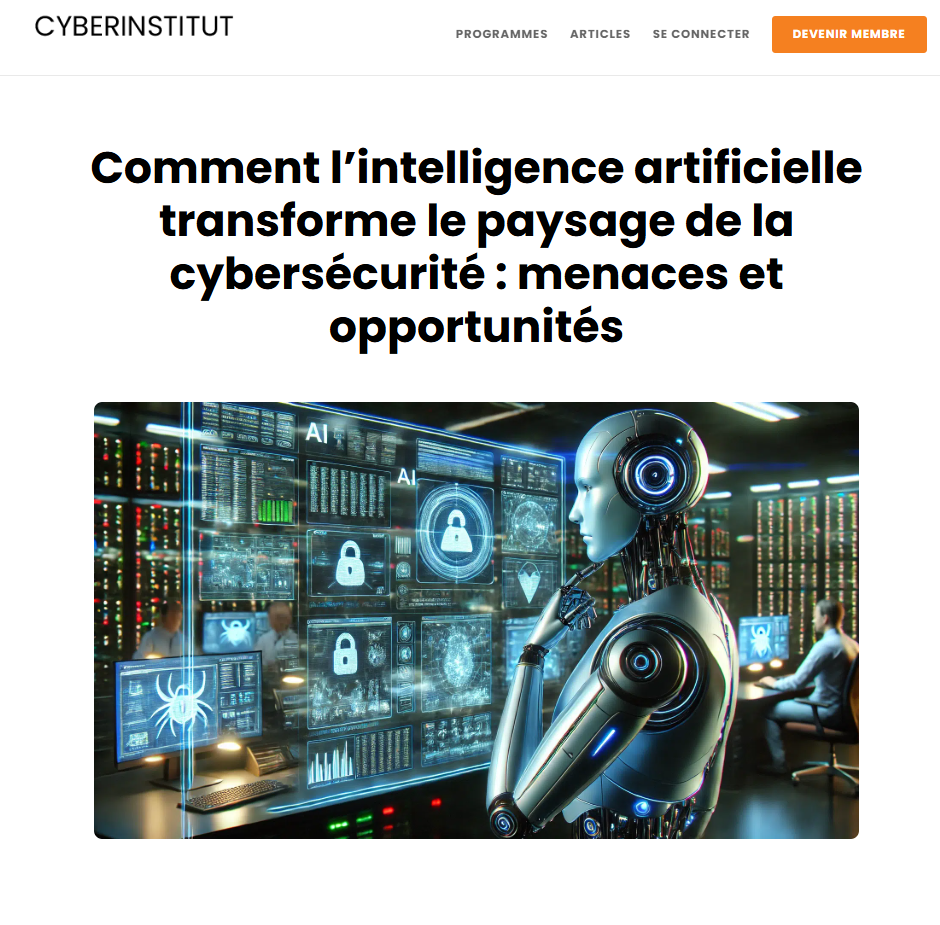 CYBERINSTITUT
PROGRAMMES
ARTICLES
SE CONNECTER
DEVENIR MEMBRE
Comment l’intelligence artificielle
transforme le paysage de la
cybersécurité : menaces et
opportunités
AI
AI